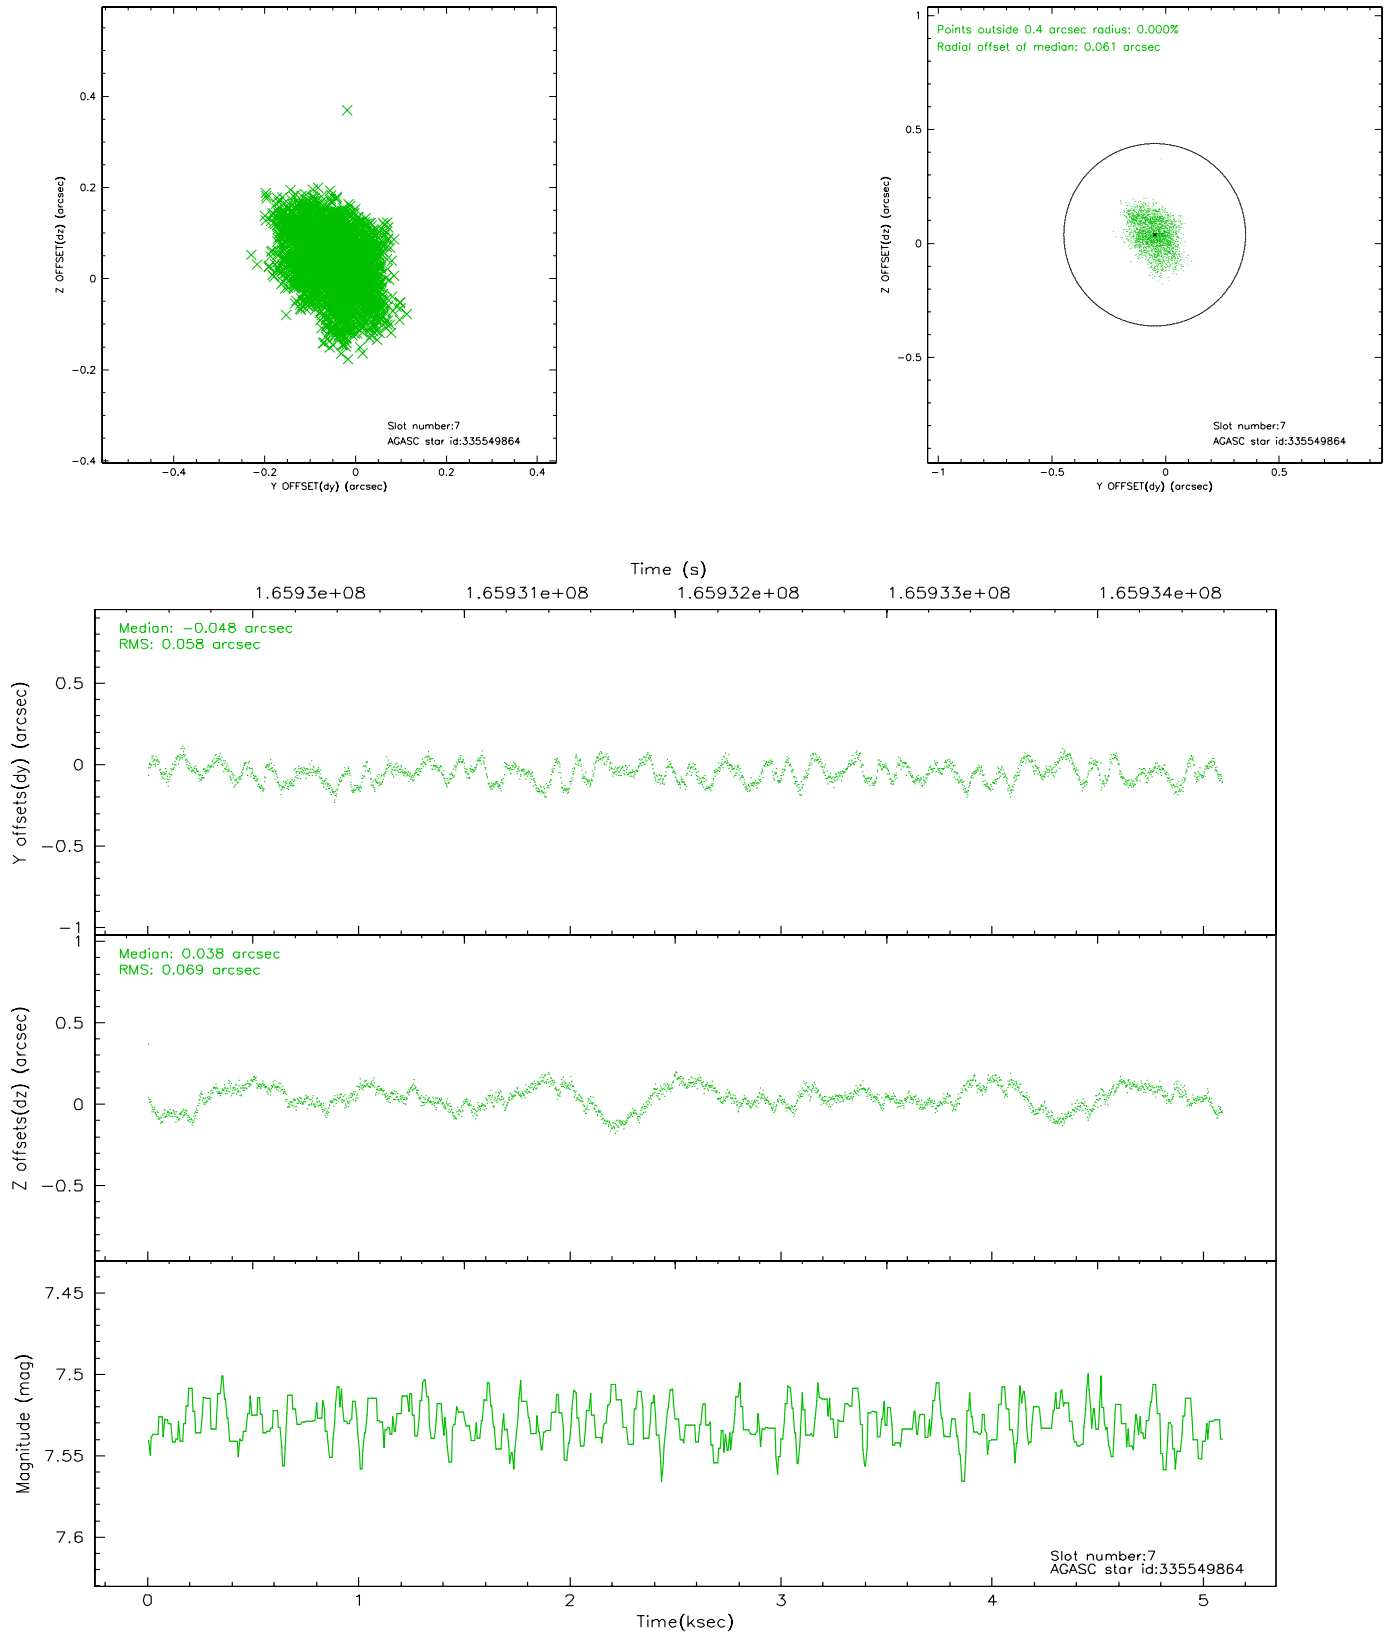 0.4
0.2
0
−0.2
−0.4
Z OFFSET(dz) (arcsec)
Slot number:7
AGASC star id:335549864
−0.4
−0.2
0
0.2
0.4
Y OFFSET(dy) (arcsec)
1
0.5
0
−0.5
Z OFFSET(dz) (arcsec)
Points outside 0.4 arcsec radius: 0.000%
Radial offset of median: 0.061 arcsec
Slot number:7
AGASC star id:335549864
−1
−0.5
0
0.5
Y OFFSET(dy) (arcsec)
Time (s)
1.6593e+08
1.65931e+08
1.65932e+08
1.65933e+08
1.65934e+08
Median: −0.048 arcsec
RMS: 0.058 arcsec
0.5
0
−0.5
−1
Y offsets(dy) (arcsec)
Median: 0.038 arcsec
RMS: 0.069 arcsec
1
0.5
0
−0.5
Z offsets(dz) (arcsec)
7.45
7.5
7.55
7.6
Magnitude (mag)
Slot number:7
AGASC star id:335549864
0
1
2
3
4
5
Time(ksec)